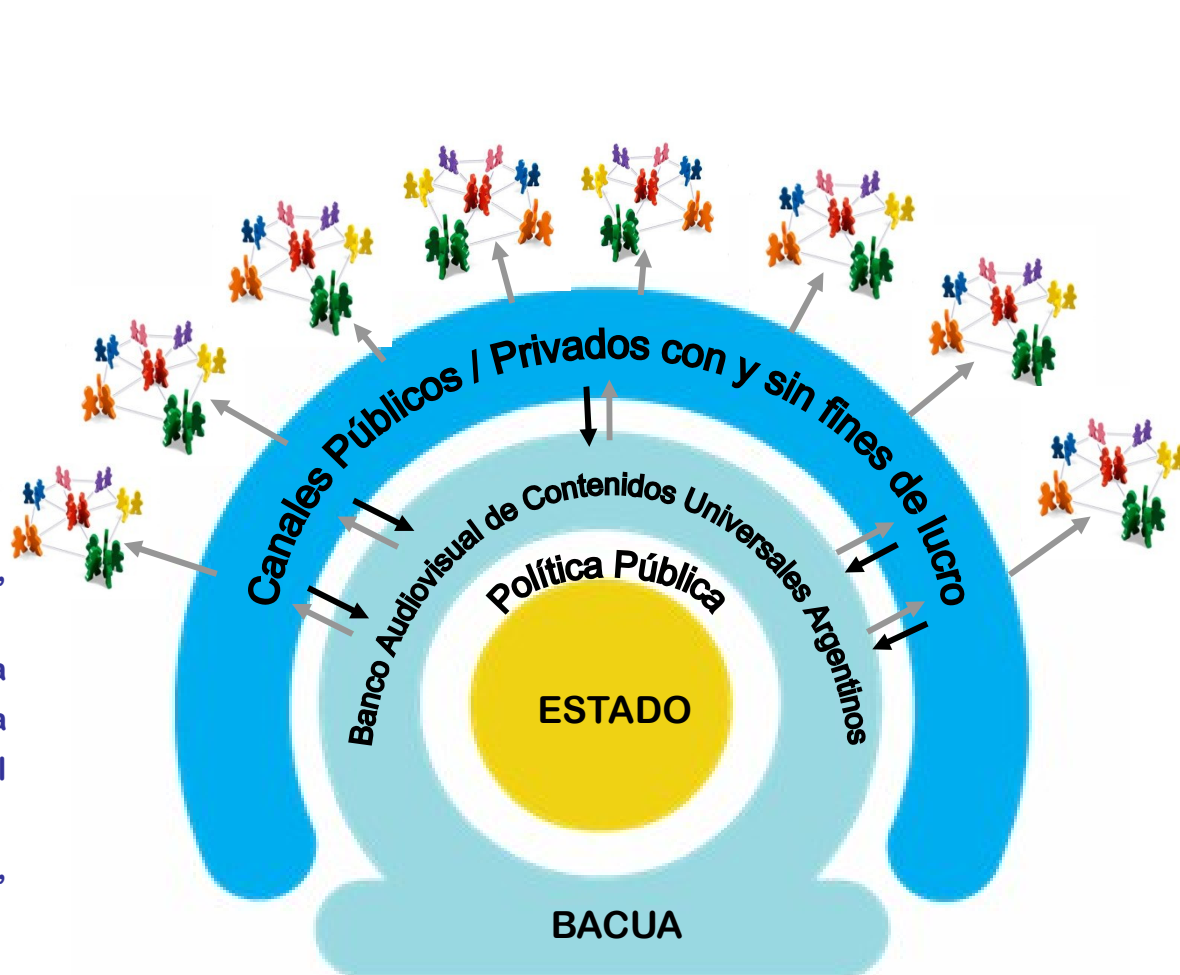 Canales Públicos / Privados con y sin fines de lucro
Banco Audiovisual de Contenidos Universales Argentinos
Política Pública
ESTADO
BACUA